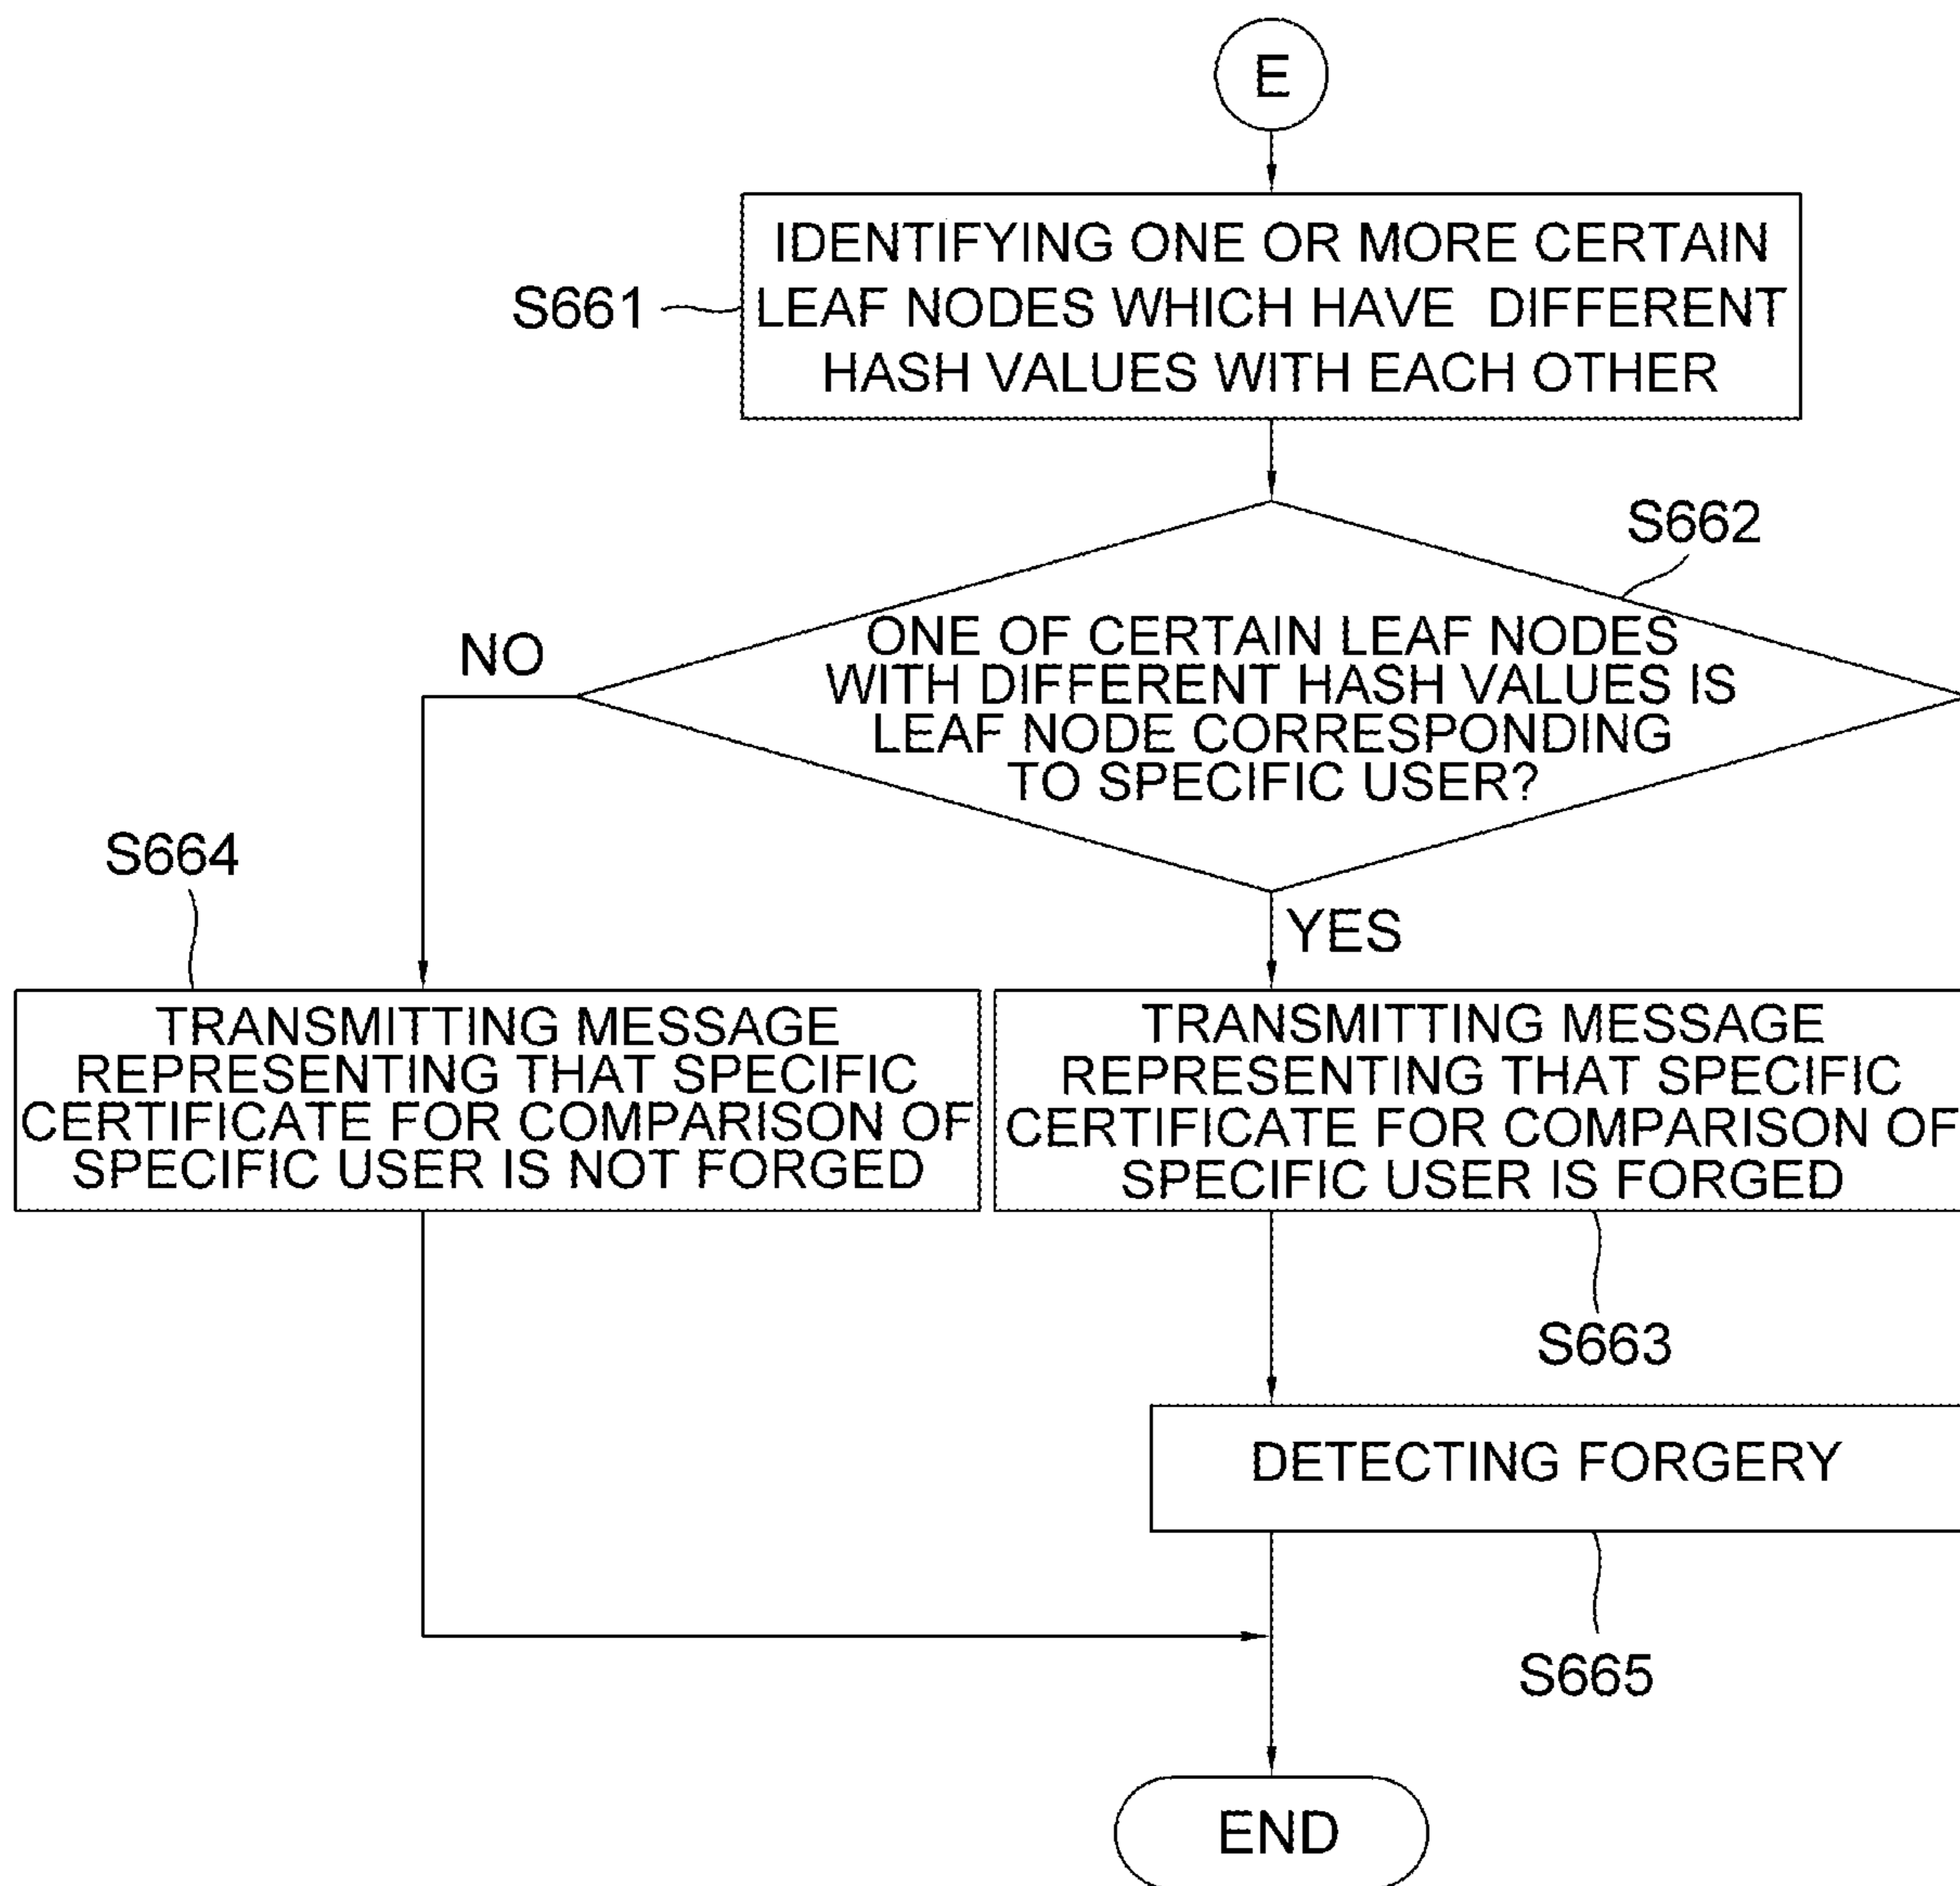 E
IDENTIFYING ONE OR MORE CERTAIN
LEAF NODES WHICH HAVE DIFFERENT
HASH VALUES WITH EACH OTHER
S661
S662
ONE OF CERTAIN LEAF NODES
WITH DIFFERENT HASH VALUES IS
LEAF NODE CORRESPONDING
TO SPECIFIC USER?
NO
YES
S664
TRANSMITTING MESSAGE
REPRESENTING THAT SPECIFIC
CERTIFICATE FOR COMPARISON OF
SPECIFIC USER IS NOT FORGED
TRANSMITTING MESSAGE
REPRESENTING THAT SPECIFIC
CERTIFICATE FOR COMPARISON OF
SPECIFIC USER IS FORGED
S663
DETECTING FORGERY
S665
END